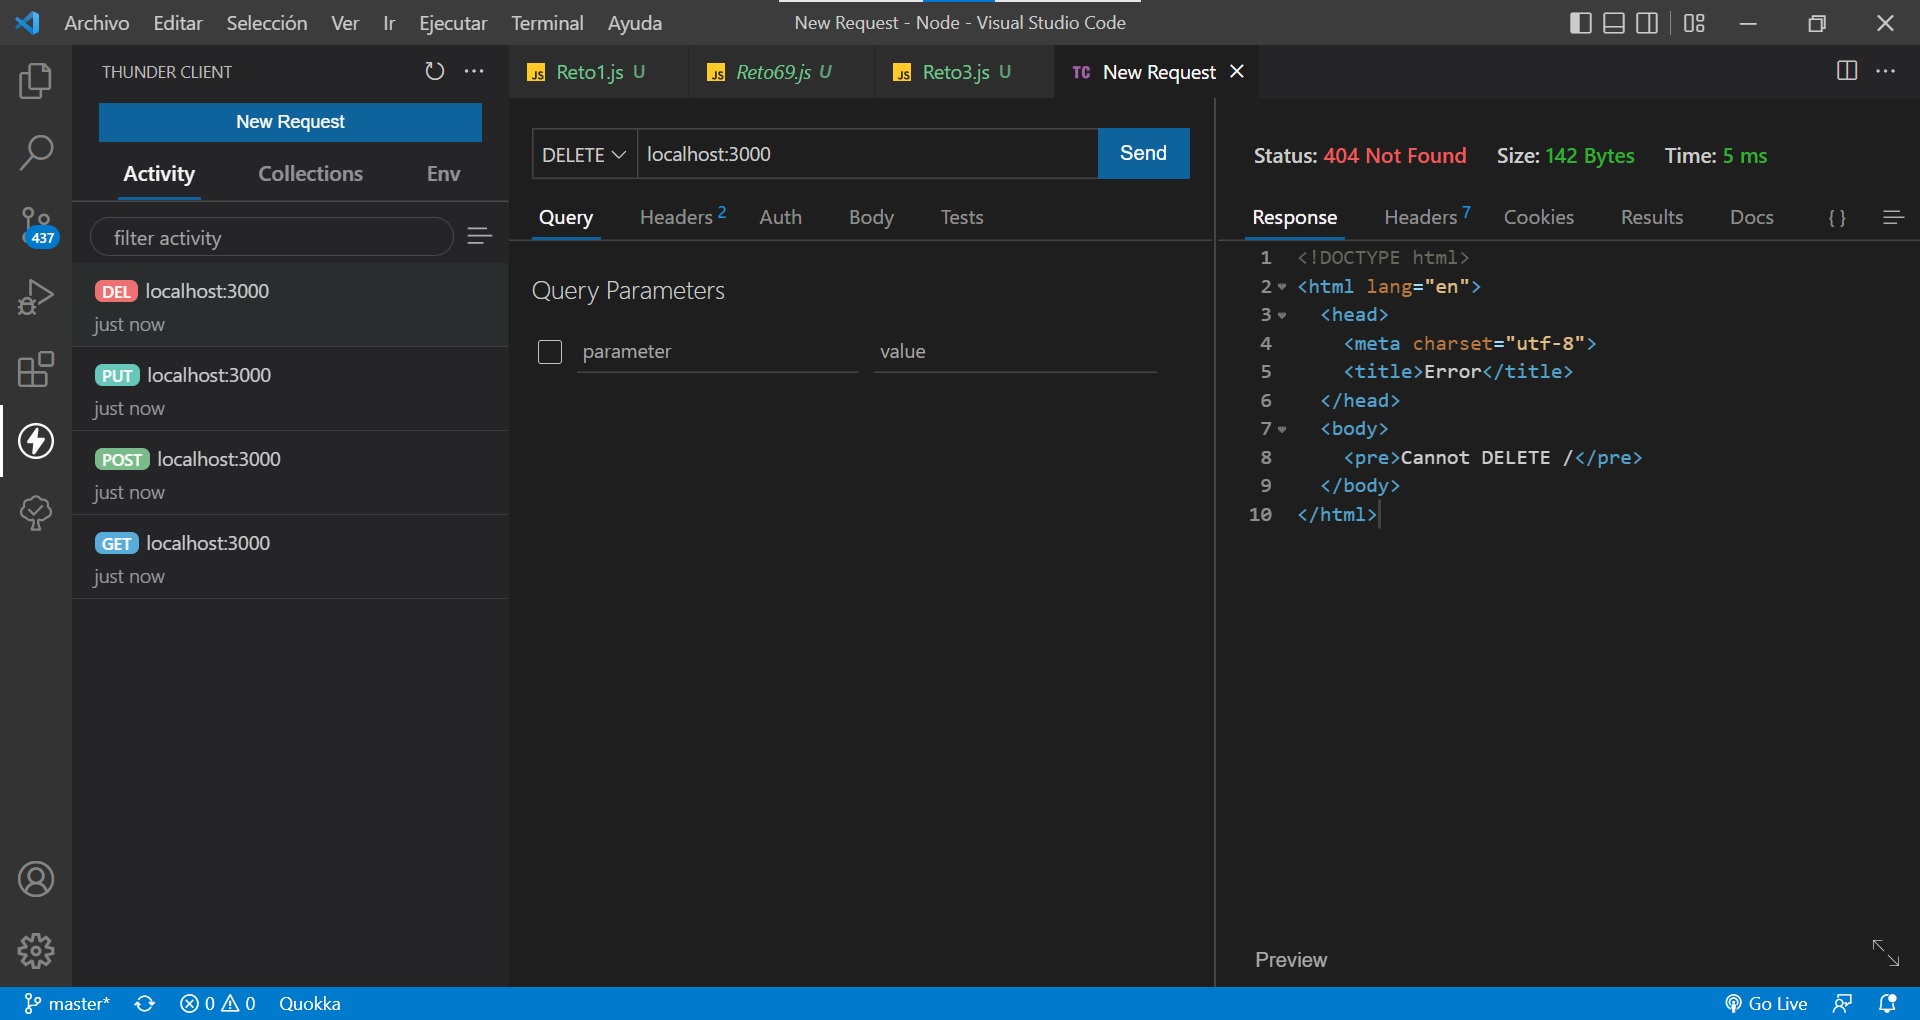 Archivo Editar Selección Ver Ir Ejecutar Terminal Ayuda New Request - Node - Visual Studio Code
THUNDER CLIENT
New Request
Activity Collections Env
filter activity
DEL localhost:3000
just now
PUT localhost:3000
just now
POST localhost:3000
just now
GET localhost:3000
just now
437
JS Reto1.js U JS Reto69.js U JS Reto3.js U TC New Request
DELETE localhost:3000 Send
Query Headers 2 Auth Body Tests
Query Parameters
parameter value
Status: 404 Not Found Size: 142 Bytes Time: 5 ms
Response Headers 7 Cookies Results Docs { }
1 <!DOCTYPE html>
2 <html lang="en">
3 <head>
4 <meta charset="utf-8">
5 <title>Error</title>
6 </head>
7 <body>
8 <pre>Cannot DELETE /</pre>
9 </body>
10 </html>
Preview
master* 0 0 Quokka Go Live